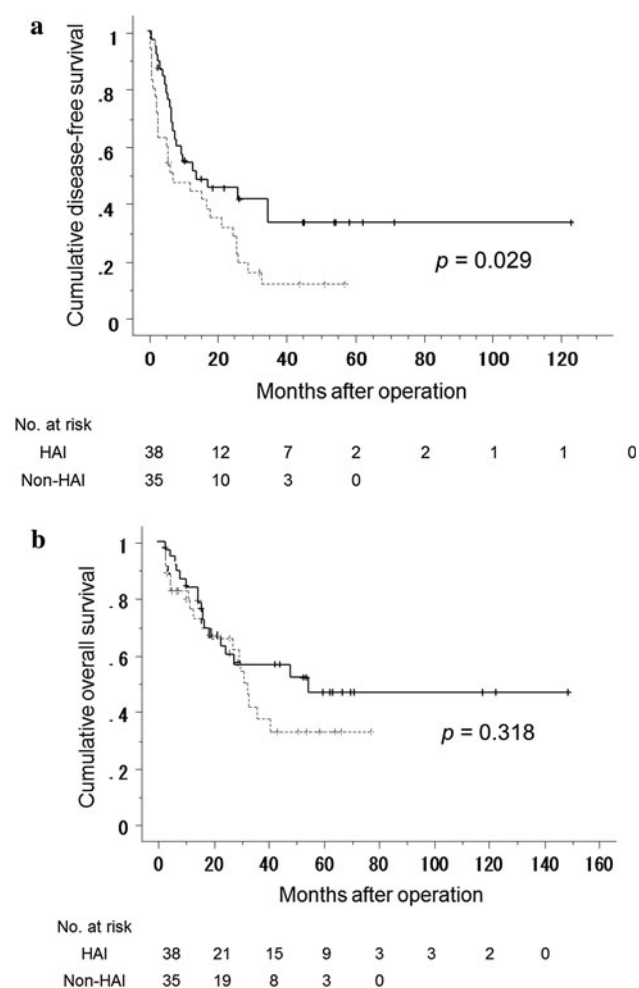 a
Cumulative disease-free survival
1
.8
.6
.4
.2
0
p = 0.029
0 20 40 60 80 100 120
Months after operation
No. at risk
HAI 38 12 7 2 2 1 1 0
Non-HAI 35 10 3 0
b
Cumulative overall survival
1
.8
.6
.4
.2
0
p = 0.318
0 20 40 60 80 100 120 140 160
Months after operation
No. at risk
HAI 38 21 15 9 3 3 2 0
Non-HAI 35 19 8 3 0